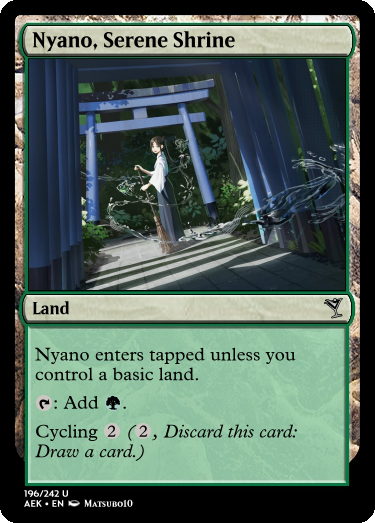 Nyano, Serene Shrine
Land
Nyano enters tapped unless you
control a basic land.
: Add .
Cycling 2 (2, Discard this card:
Draw a card.)
196/242 U
AEK • EN Matsubo10